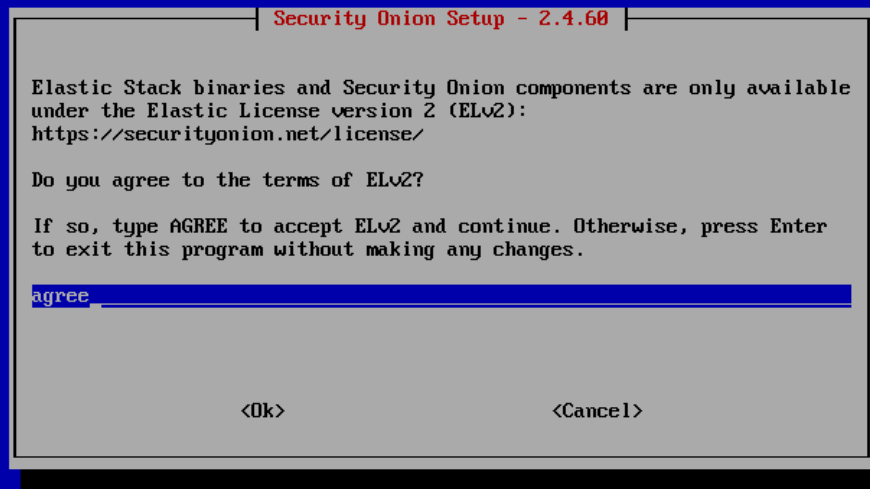 Security Onion Setup - 2.4.60
Elastic Stack binaries and Security Onion components are only available
under the Elastic License version 2 (ELv2):
https://securityonion.net/license/
Do you agree to the terms of ELv2?
If so, type AGREE to accept ELv2 and continue. Otherwise, press Enter
to exit this program without making any changes.
agree
<Ok> <Cancel>